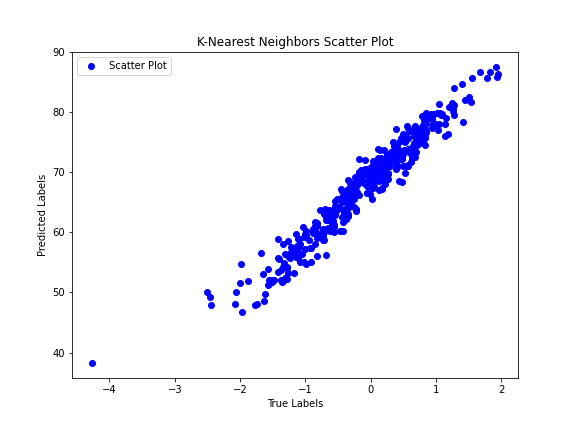 K-Nearest Neighbors Scatter Plot
Scatter Plot
90
80
70
60
50
40
Predicted Labels
−4 −3 −2 −1 0 1 2
True Labels